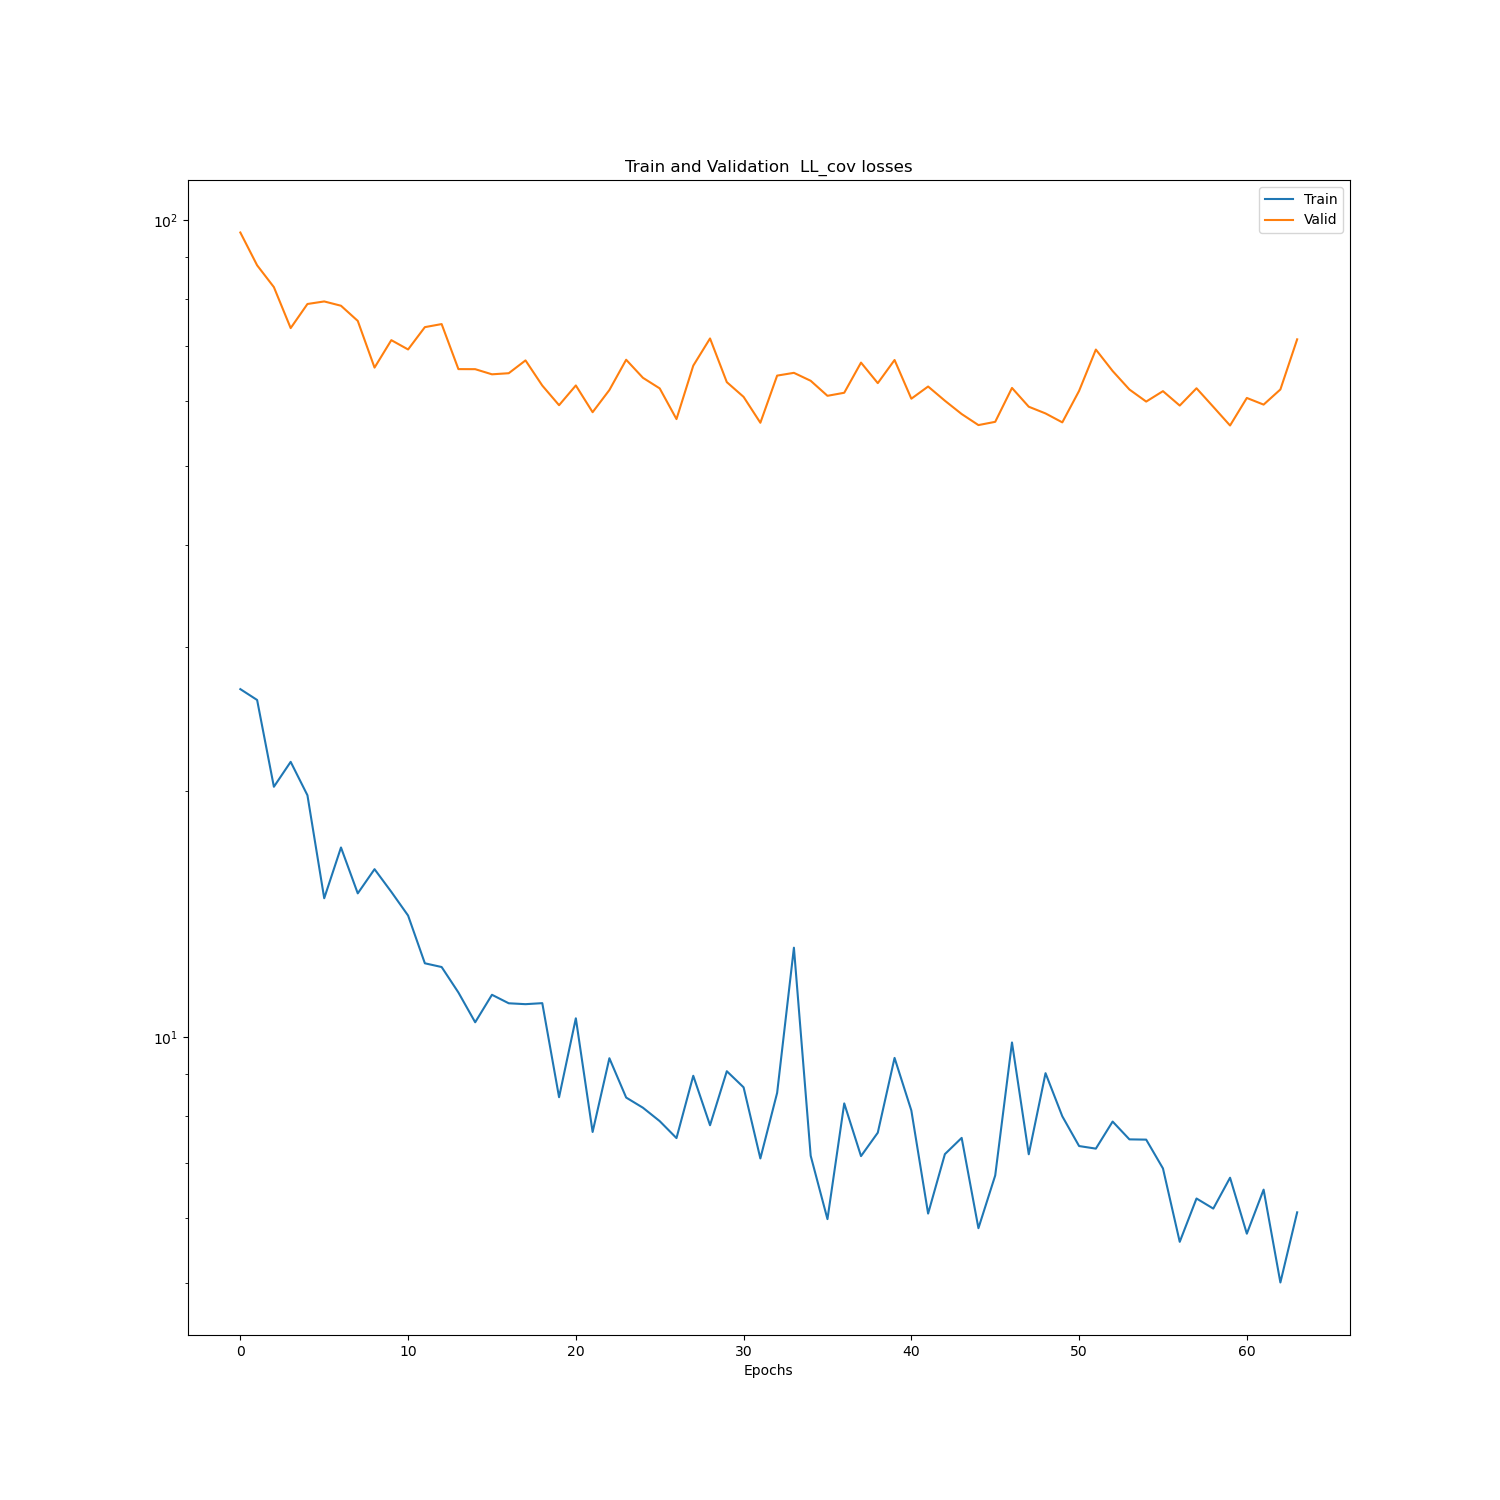 Train and Validation  LL_cov losses
Train
Valid
10²
10¹
0 10 20 30 40 50 60
Epochs